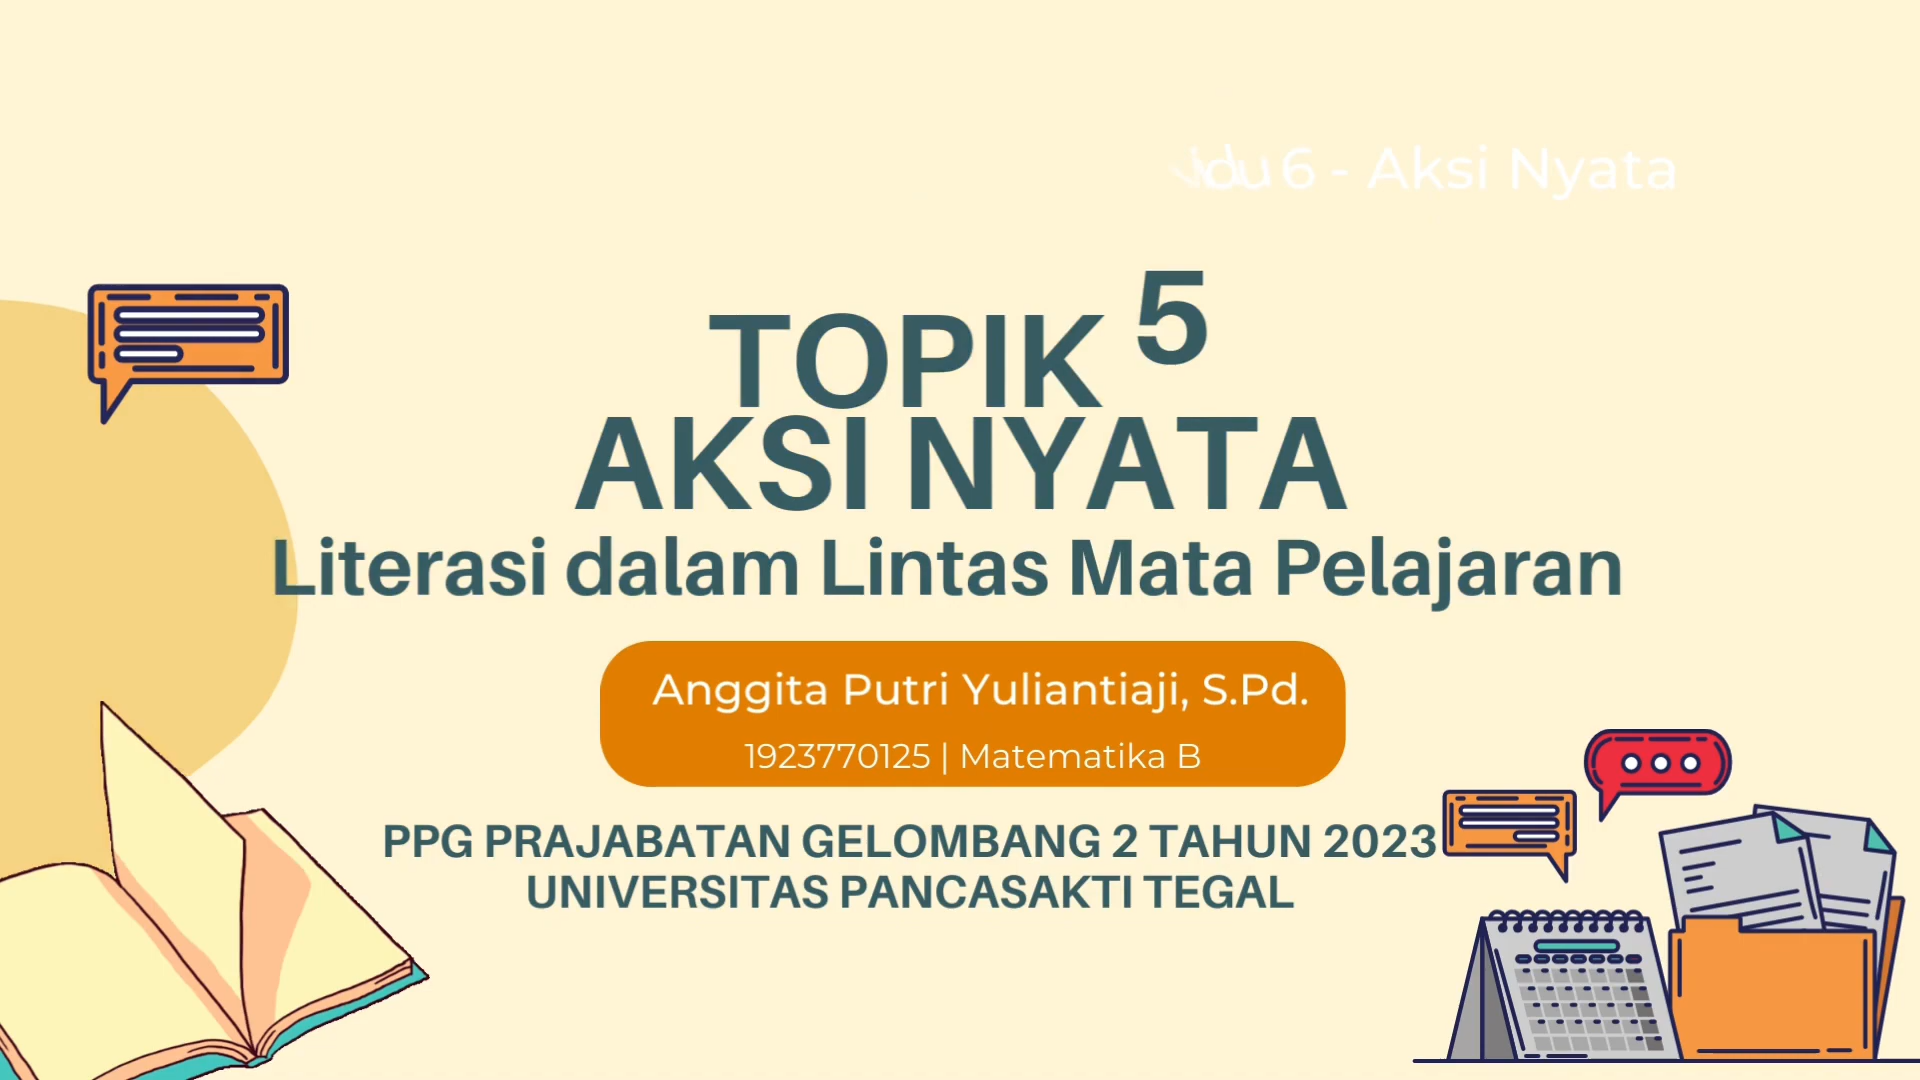 6 - Aksi Nyata
TOPIK 5
AKSI NYATA
Literasi dalam Lintas Mata Pelajaran
Anggita Putri Yuliantiaji, S.Pd.
1923770125 | Matematika B
PPG PRAJABATAN GELOMBANG 2 TAHUN 2023
UNIVERSITAS PANCASAKTI TEGAL